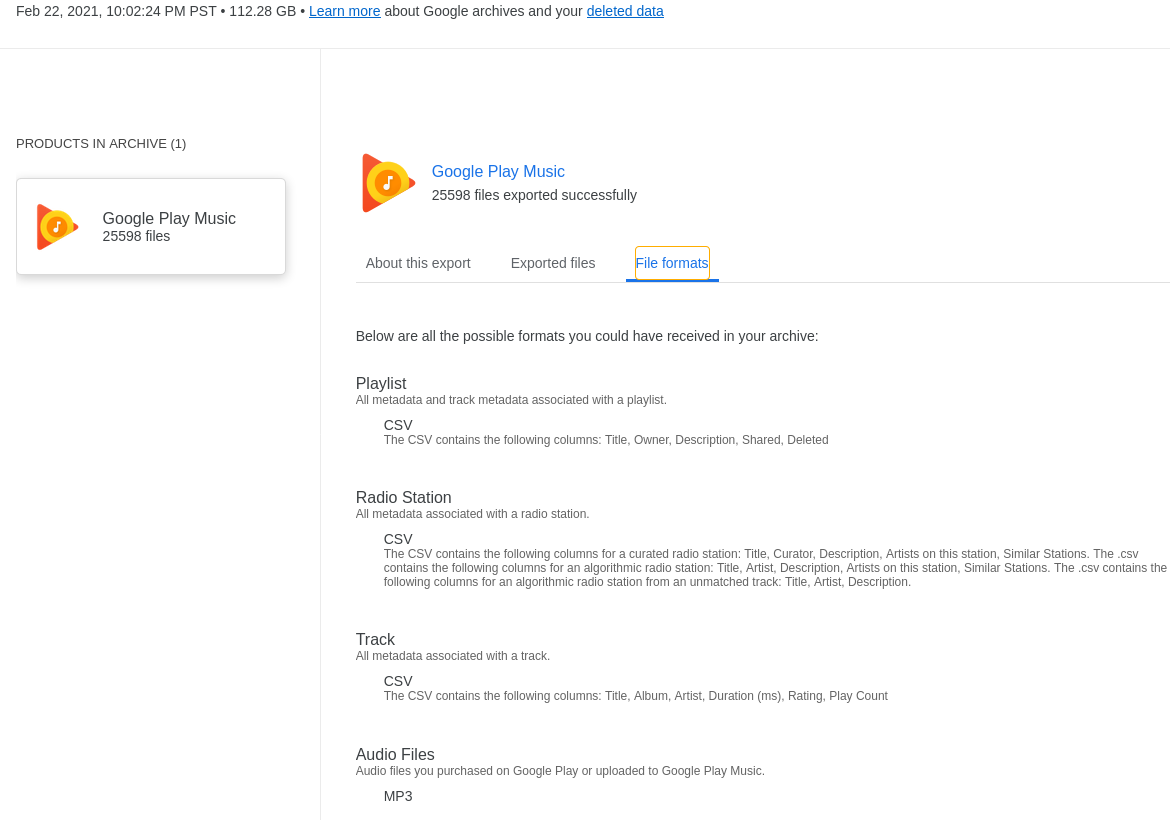 Feb 22, 2021, 10:02:24 PM PST • 112.28 GB • Learn more about Google archives and your deleted data
PRODUCTS IN ARCHIVE (1)
Google Play Music
25598 files
Google Play Music
25598 files exported successfully
About this export Exported files File formats
Below are all the possible formats you could have received in your archive:
Playlist
All metadata and track metadata associated with a playlist.
CSV
The CSV contains the following columns: Title, Owner, Description, Shared, Deleted
Radio Station
All metadata associated with a radio station.
CSV
The CSV contains the following columns for a curated radio station: Title, Curator, Description, Artists on this station, Similar Stations. The .csv
contains the following columns for an algorithmic radio station: Title, Artist, Description, Artists on this station, Similar Stations. The .csv contains the
following columns for an algorithmic radio station from an unmatched track: Title, Artist, Description.
Track
All metadata associated with a track.
CSV
The CSV contains the following columns: Title, Album, Artist, Duration (ms), Rating, Play Count
Audio Files
Audio files you purchased on Google Play or uploaded to Google Play Music.
MP3